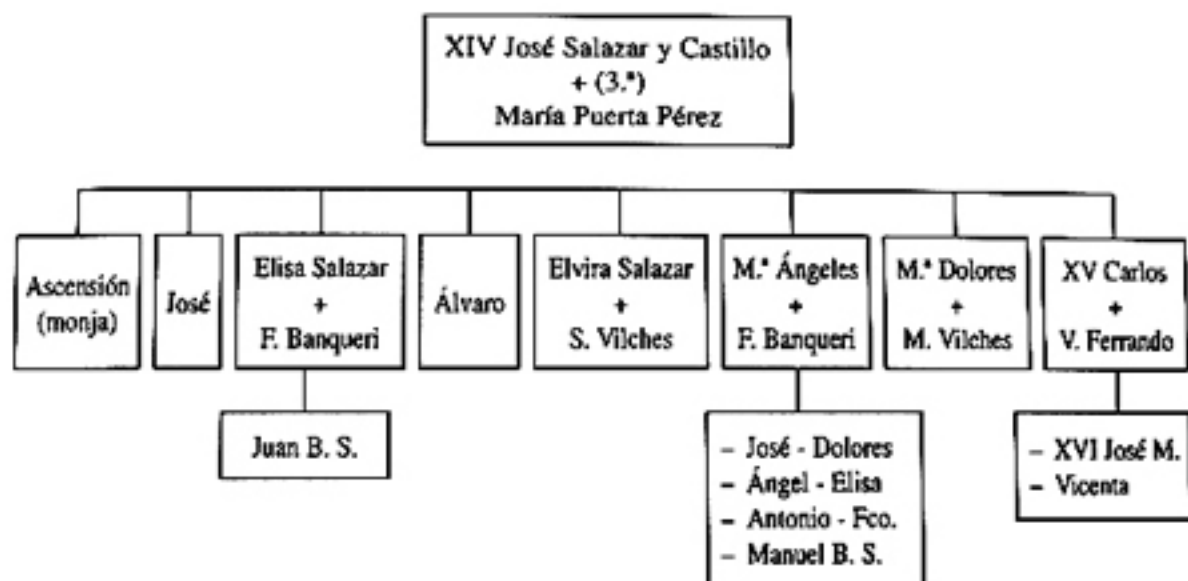 XIV José Salazar y Castillo
+ (3.ª)
María Puerta Pérez
Ascensión
(monja)
José
Elisa Salazar
+
F. Banqueri
Álvaro
Elvira Salazar
+
S. Vilches
M.ª Ángeles
+
F. Banqueri
M.ª Dolores
+
M. Vilches
XV Carlos
+
V. Ferrando
Juan B. S.
– José - Dolores
– Ángel - Elisa
– Antonio - Fco.
– Manuel B. S.
– XVI José M.
– Vicenta